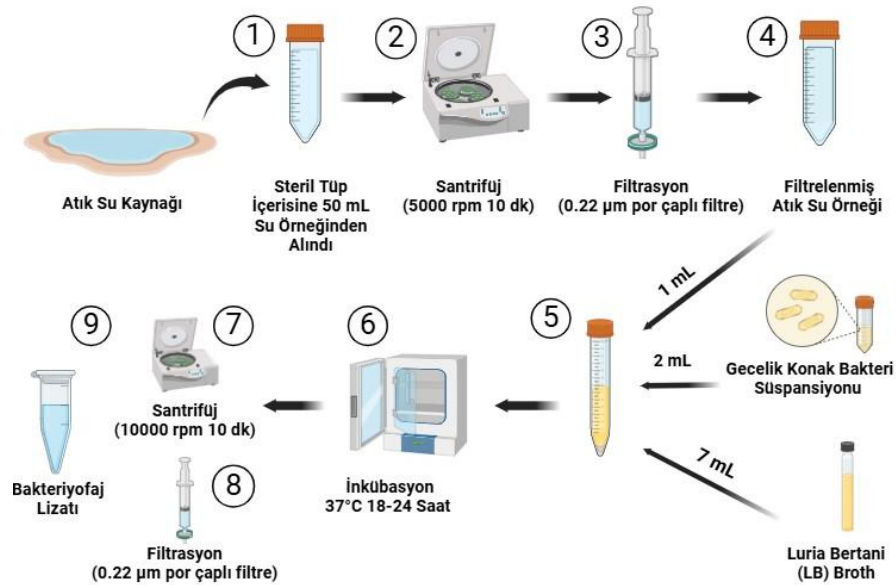 1
2
3
4
Atık Su Kaynağı
Steril Tüp
İçerisine 50 mL
Su Örneğinden
Alındı
Santrifüj
(5000 rpm 10 dk)
Filtrasyon
(0.22 µm por çaplı filtre)
Filtrelenmiş
Atık Su Örneği
1 mL
5
2 mL
Gecelik Konak Bakteri
Süspansiyonu
7 mL
Luria Bertani
(LB) Broth
6
İnkübasyon
37°C 18-24 Saat
7
Santrifüj
(10000 rpm 10 dk)
8
Filtrasyon
(0.22 µm por çaplı filtre)
9
Bakteriyofaj
Lizatı